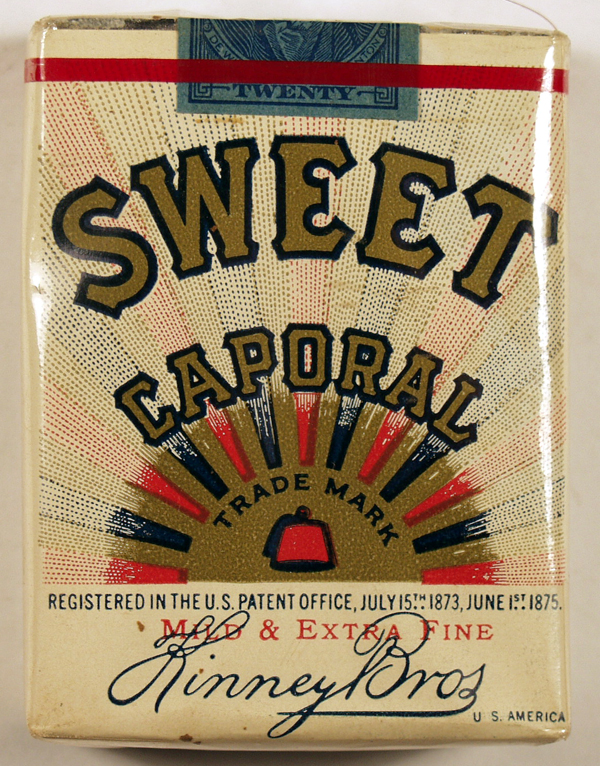 TWENTY
SWEET
CAPORAL
TRADE MARK
REGISTERED IN THE U.S. PATENT OFFICE, JULY 15TH 1873, JUNE 1ST 1875.
MILD & EXTRA FINE
Kinney Bros
U.S. AMERICA